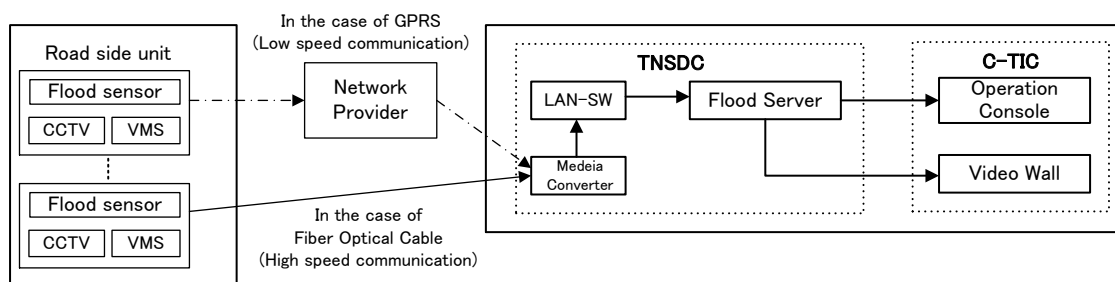 Road side unit
Flood sensor
CCTV
VMS
Flood sensor
CCTV
VMS
In the case of GPRS
(Low speed communication)
Network
Provider
In the case of
Fiber Optical Cable
(High speed communication)
TNSDC
LAN-SW
Flood Server
Medeia
Converter
C-TIC
Operation
Console
Video Wall